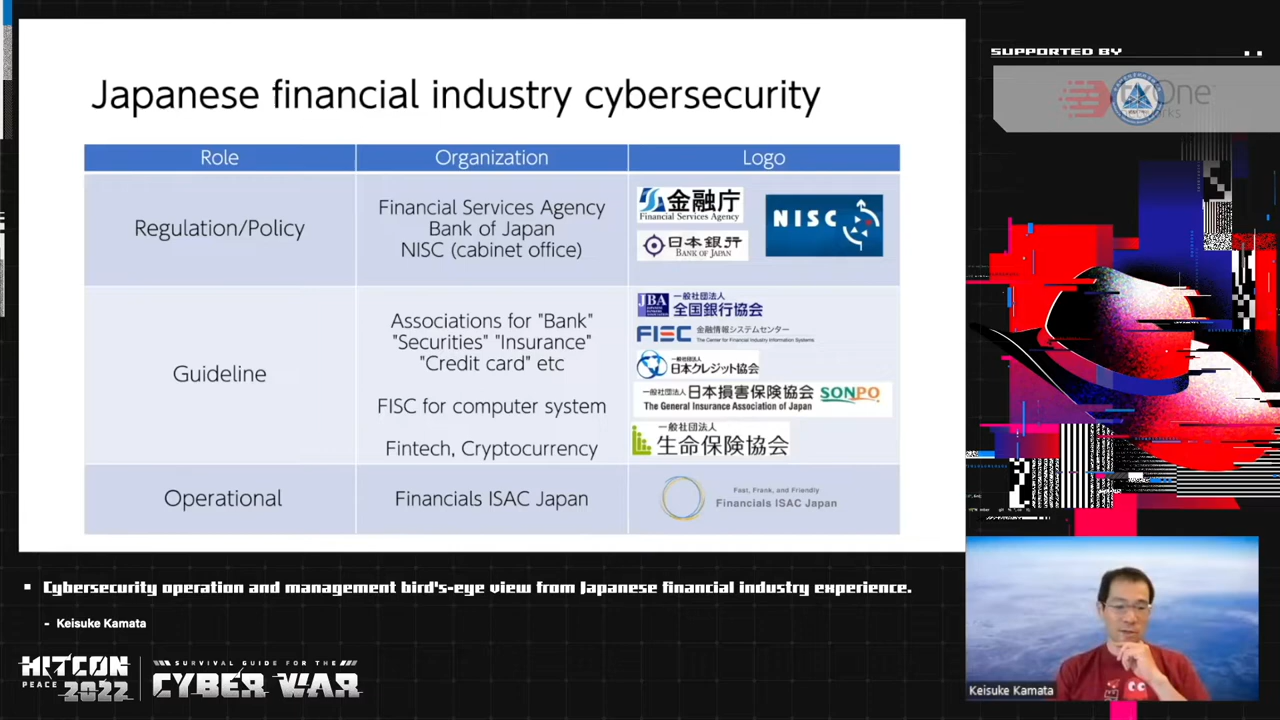 Japanese financial industry cybersecurity
Role
Organization
Logo
Regulation/Policy
Financial Services Agency
Bank of Japan
NISC (cabinet office)
金融庁
Financial Services Agency
日本銀行
BANK OF JAPAN
NISC
Guideline
Associations for "Bank"
"Securities" "Insurance"
"Credit card" etc
FISC for computer system
Fintech, Cryptocurrency
JBA
一般社団法人
全国銀行協会
FISC 金融情報システムセンター
The Center for Financial Industry Information Systems
一般社団法人
日本クレジット協会
一般社団法人 日本損害保険協会 SONPO
The General Insurance Association of Japan
一般社団法人
生命保険協会
Operational
Financials ISAC Japan
Fast, Frank, and Friendly
Financials ISAC Japan
SUPPORTED BY
Cybersecurity operation and management bird's-eye view from Japanese financial industry experience.
- Keisuke Kamata
HITCON
PEACE 2022
SURVIVAL GUIDE FOR THE
CYBER WAR
Keisuke Kamata